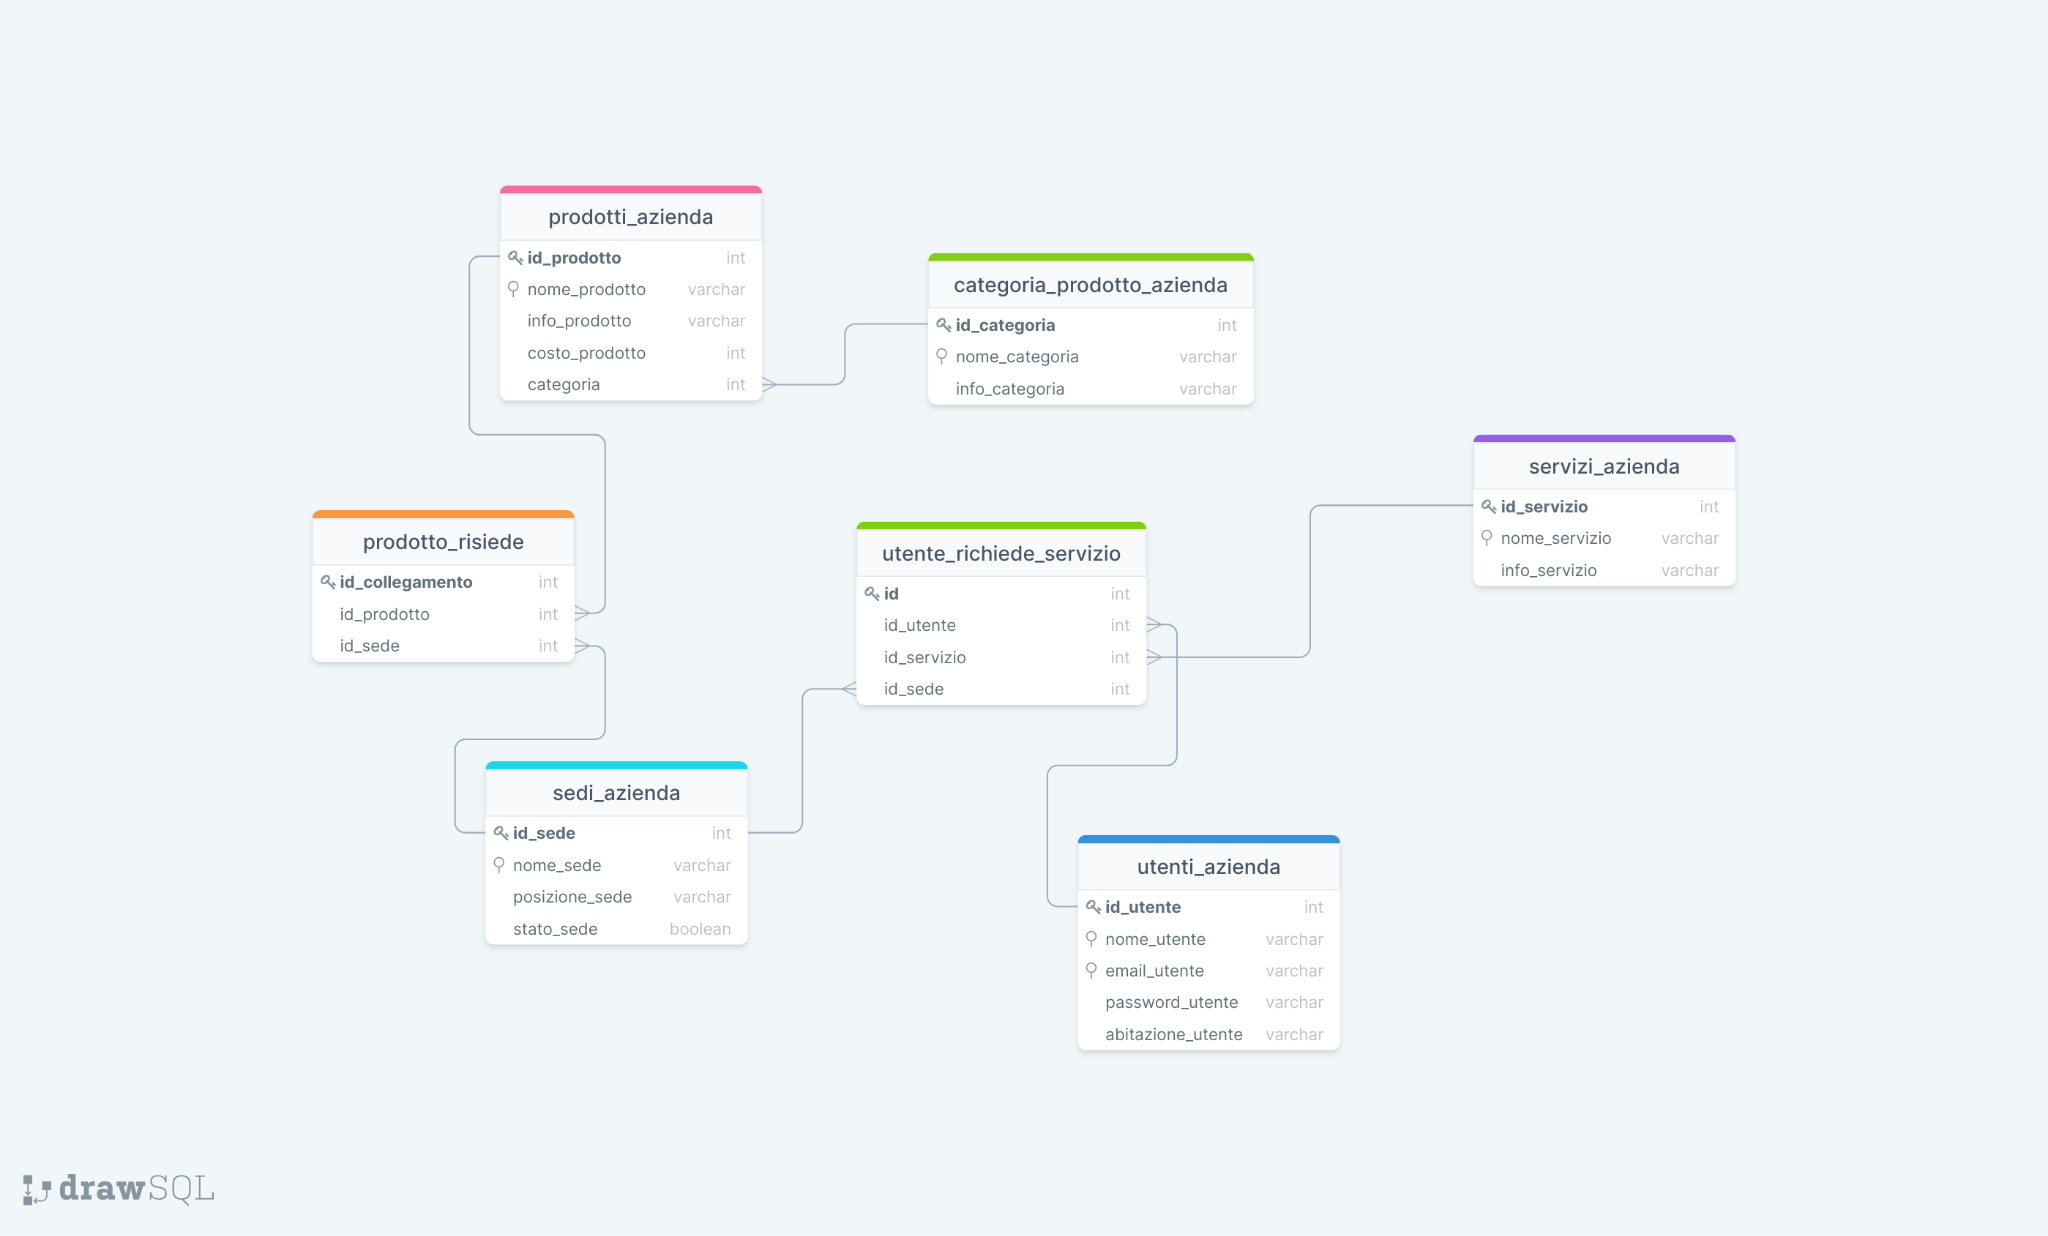 prodotti_azienda
id_prodotto int
nome_prodotto varchar
info_prodotto varchar
costo_prodotto int
categoria int
categoria_prodotto_azienda
id_categoria int
nome_categoria varchar
info_categoria varchar
servizi_azienda
id_servizio int
nome_servizio varchar
info_servizio varchar
prodotto_risiede
id_collegamento int
id_prodotto int
id_sede int
utente_richiede_servizio
id int
id_utente int
id_servizio int
id_sede int
sedi_azienda
id_sede int
nome_sede varchar
posizione_sede varchar
stato_sede boolean
utenti_azienda
id_utente int
nome_utente varchar
email_utente varchar
password_utente varchar
abitazione_utente varchar
drawSQL